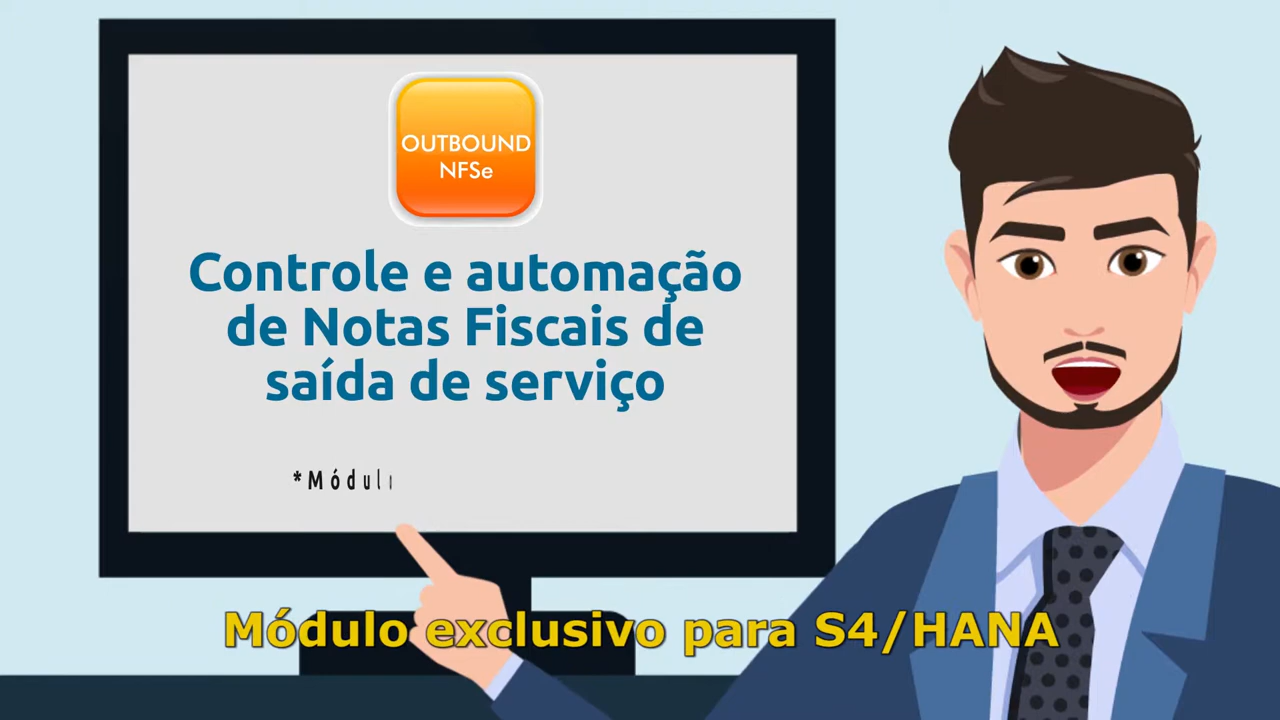 OUTBOUND
NFSe
Controle e automação
de Notas Fiscais de
saída de serviço
Módulo exclusivo para S4/HANA